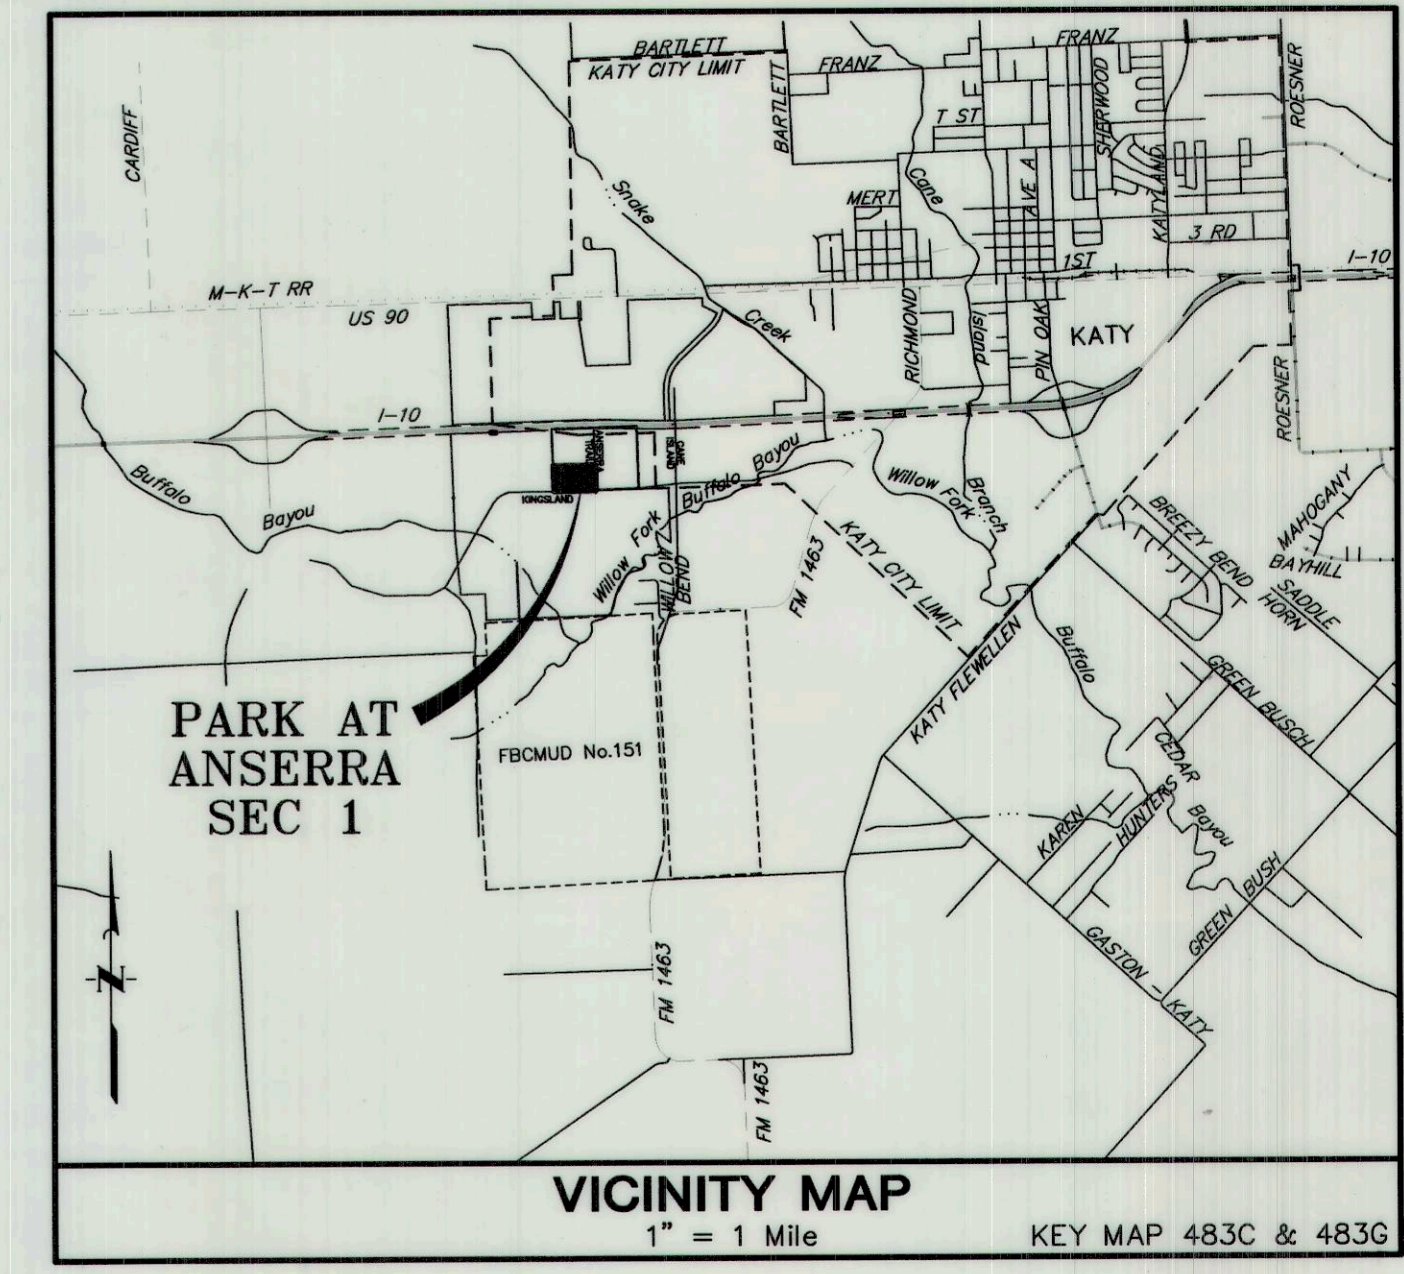 BARTLETT
KATY CITY LIMIT
BARTLETT
FRANZ
FRANZ
SHERWOOD
ROESNER
CARDIFF
T ST
Snake
MERT
Cane
AVE A
KATYLAND
3 RD
1ST
I-10
M-K-T RR
US 90
Creek
RICHMOND
Island
PIN OAK
KATY
ROESNER
I-10
ANSERRA
TRAIL
CANE
ISLAND
Buffalo
Bayou
KINGSLAND
Buffalo
Bayou
Willow Fork
Branch
Willow Fork
WILLOW
BEND
FM 1463
KATY CITY LIMIT
BREEZY BEND
MAHOGANY
BAYHILL
SADDLE
HORN
KATY FLEWELLEN
Buffalo
GREEN BUSCH
PARK AT
ANSERRA
SEC 1
FBCMUD No.151
CEDAR
HUNTERS
KAREN
Bayou
GREEN BUSH
GASTON - KATY
FM 1463
FM 1463
N
VICINITY MAP
1" = 1 Mile
KEY MAP 483C & 483G